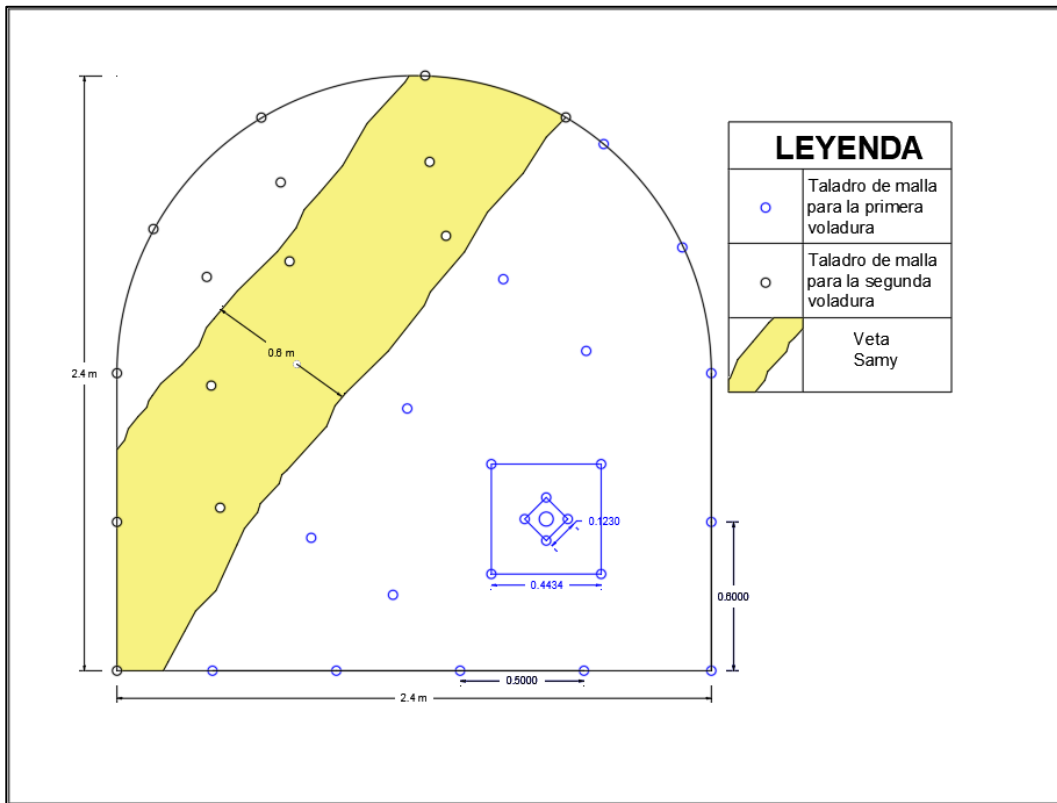 LEYENDA
Taladro de malla
para la primera
voladura
Taladro de malla
para la segunda
voladura
Veta
Samy
2.4 m
0.6 m
0.1230
0.4434
0.6000
0.5000
2.4 m